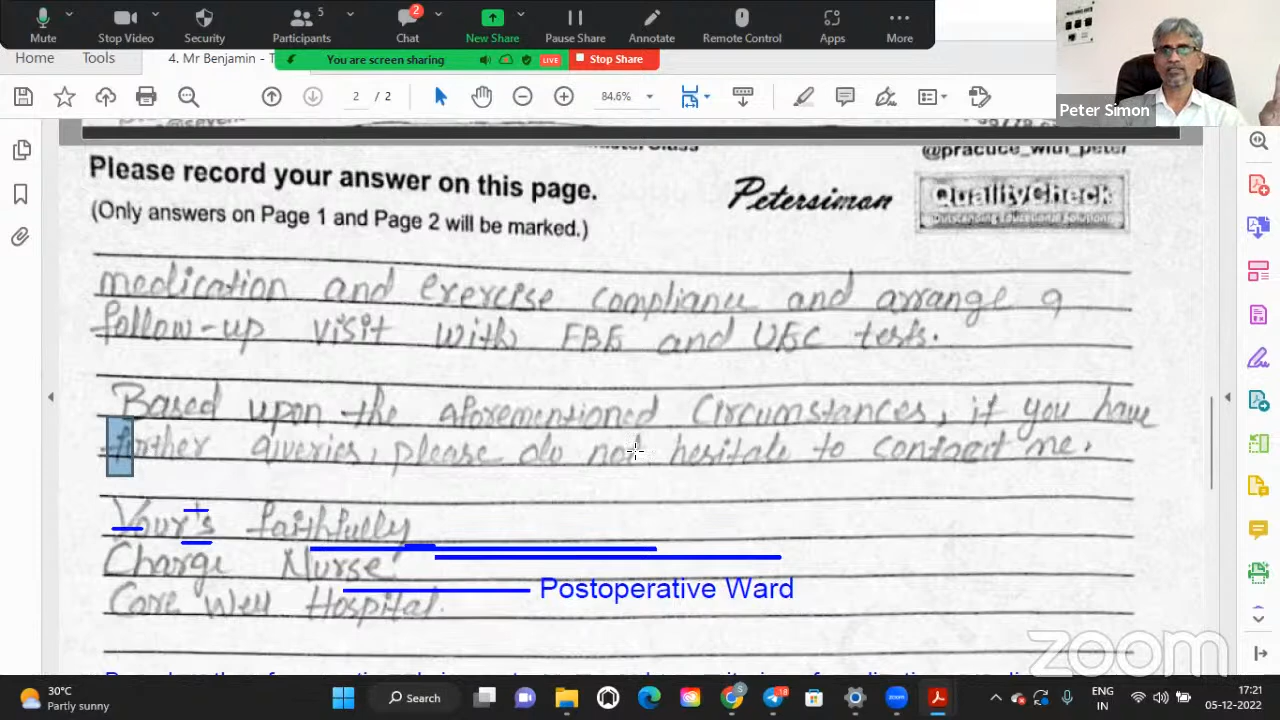 Mute
Stop Video
Security
Participants 5
Chat 2
New Share
Pause Share
Annotate
Remote Control
Apps
More
You are screen sharing LIVE Stop Share
Home Tools 4. Mr Benjamin - T
2 / 2 84.6%
Peter Simon
@practice_with_peter
Please record your answer on this page.
(Only answers on Page 1 and Page 2 will be marked.)
Petersiman
QualityCheck
Outstanding Educational Solutions
medication and exercise compliance and arrange a
follow-up visit with FBE and UEC tests.
Based upon the aforementioned Circumstances, if you have
further queries, please do not hesitate to contact me.
Your's faithfully
Charge Nurse
Postoperative Ward
Care Well Hospital.
zoom
30°C
Partly sunny
Search
ENG
IN
17:21
05-12-2022